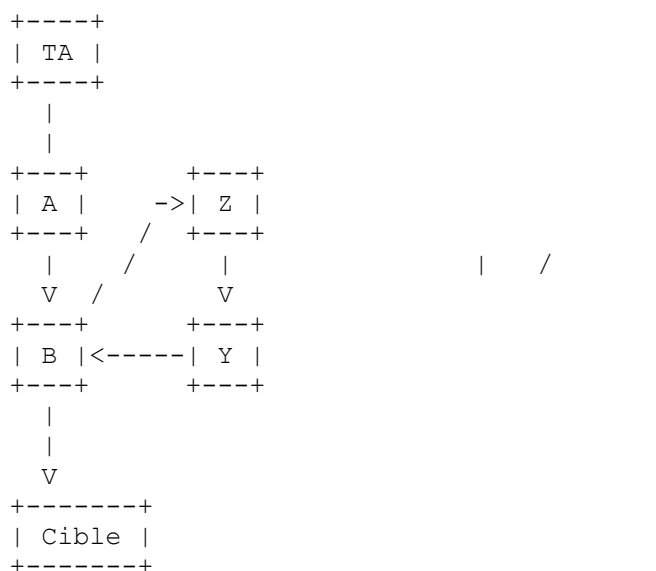 +----+
| TA |
+----+
   |
   |
+---+       +---+
| A |     ->| Z |
+---+    /  +---+
   |    /      |                 |   /
   V  /        V
+---+       +---+
| B |<-----| Y |
+---+       +---+
   |
   |
   V
+-------+
| Cible |
+-------+